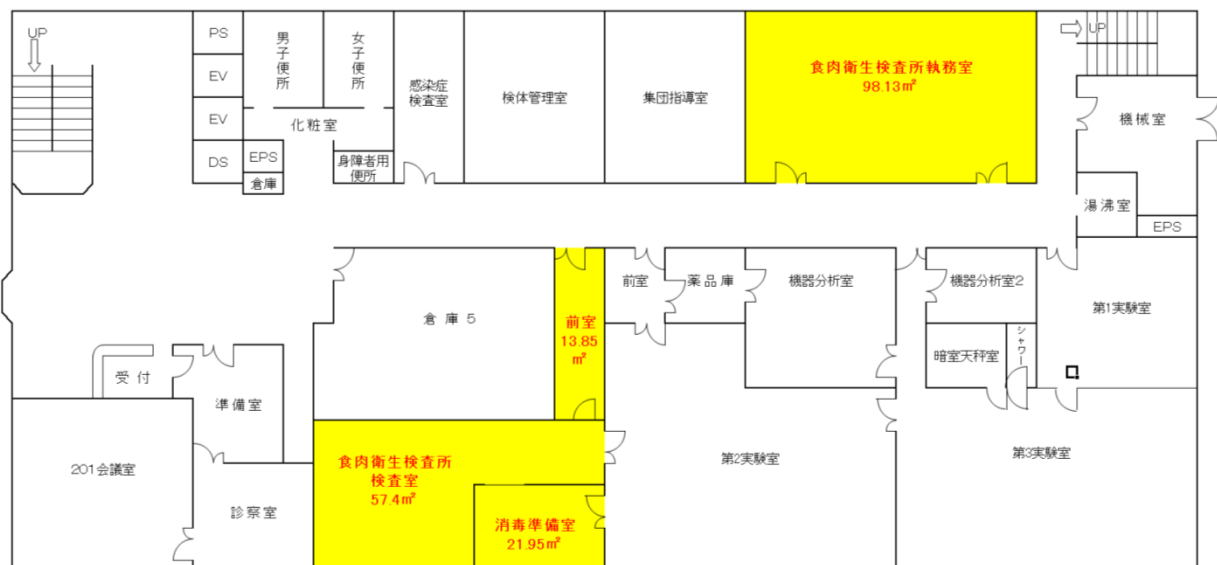 UP
PS
EV
EV
DS
男子便所
女子便所
化粧室
EPS
倉庫
身障者用
便所
感染症
検査室
検体管理室
集団指導室
食肉衛生検査所執務室
98.13㎡
UP
機械室
湯沸室
EPS
倉庫5
前室
13.85
㎡
前室
薬品庫
機器分析室
機器分析室2
第1実験室
暗室天秤室
シャワー
受付
準備室
201会議室
診察室
食肉衛生検査所
検査室
57.4㎡
消毒準備室
21.95㎡
第2実験室
第3実験室